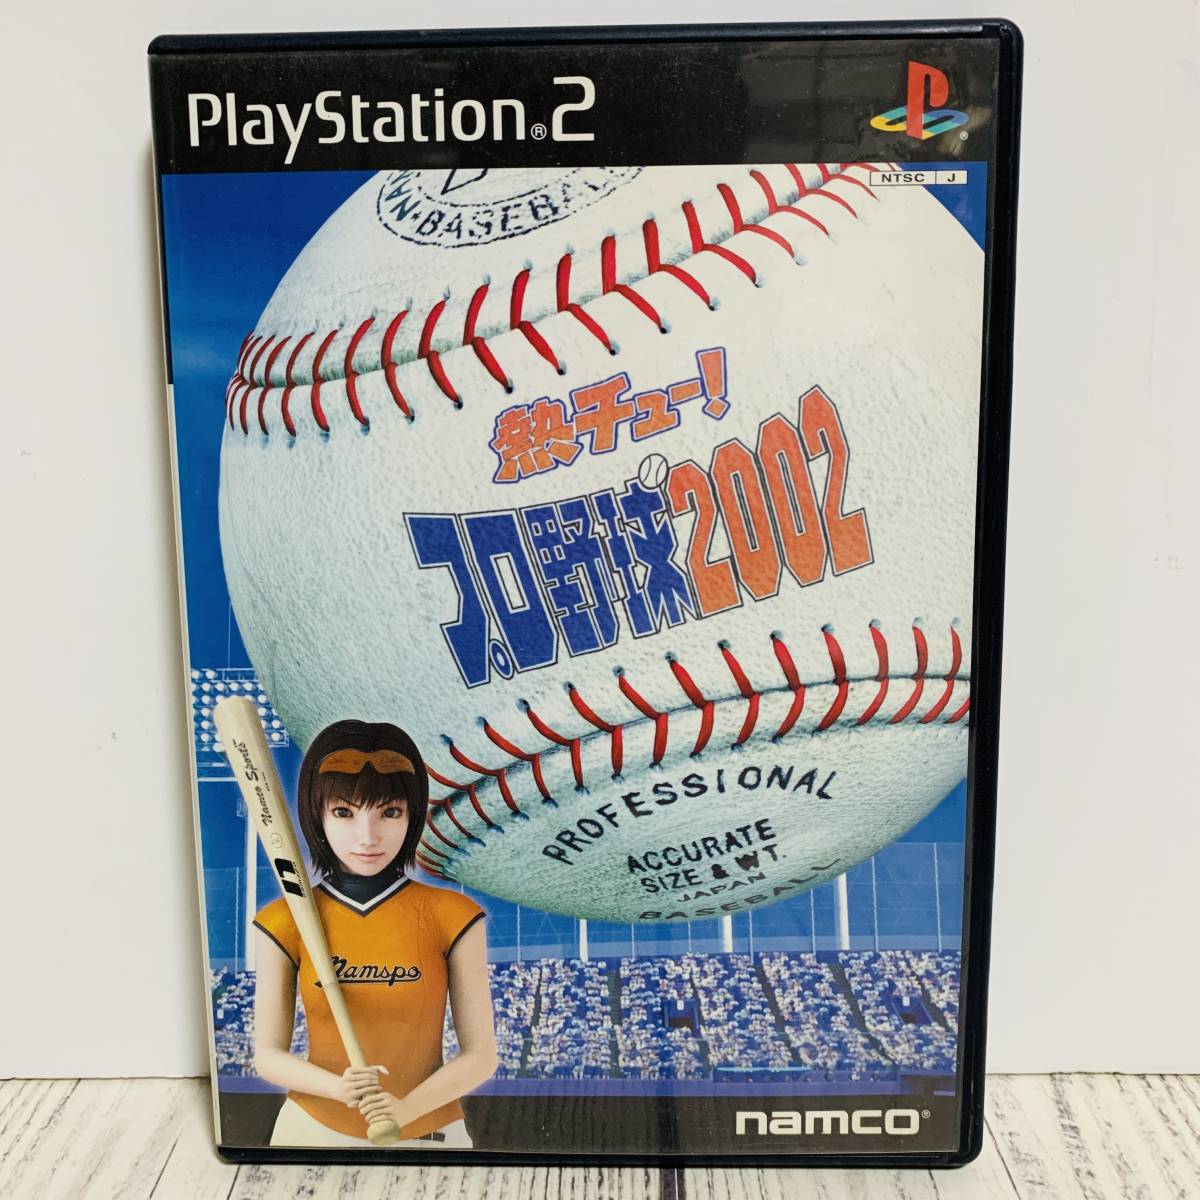 PlayStation®2
NTSC J
BASEBA
熱チュー!
プロ野球2002
PROFESSIONAL
ACCURATE
SIZE & WT.
JAPAN
BASEBALL
Namco Sports
Namspo
namco®